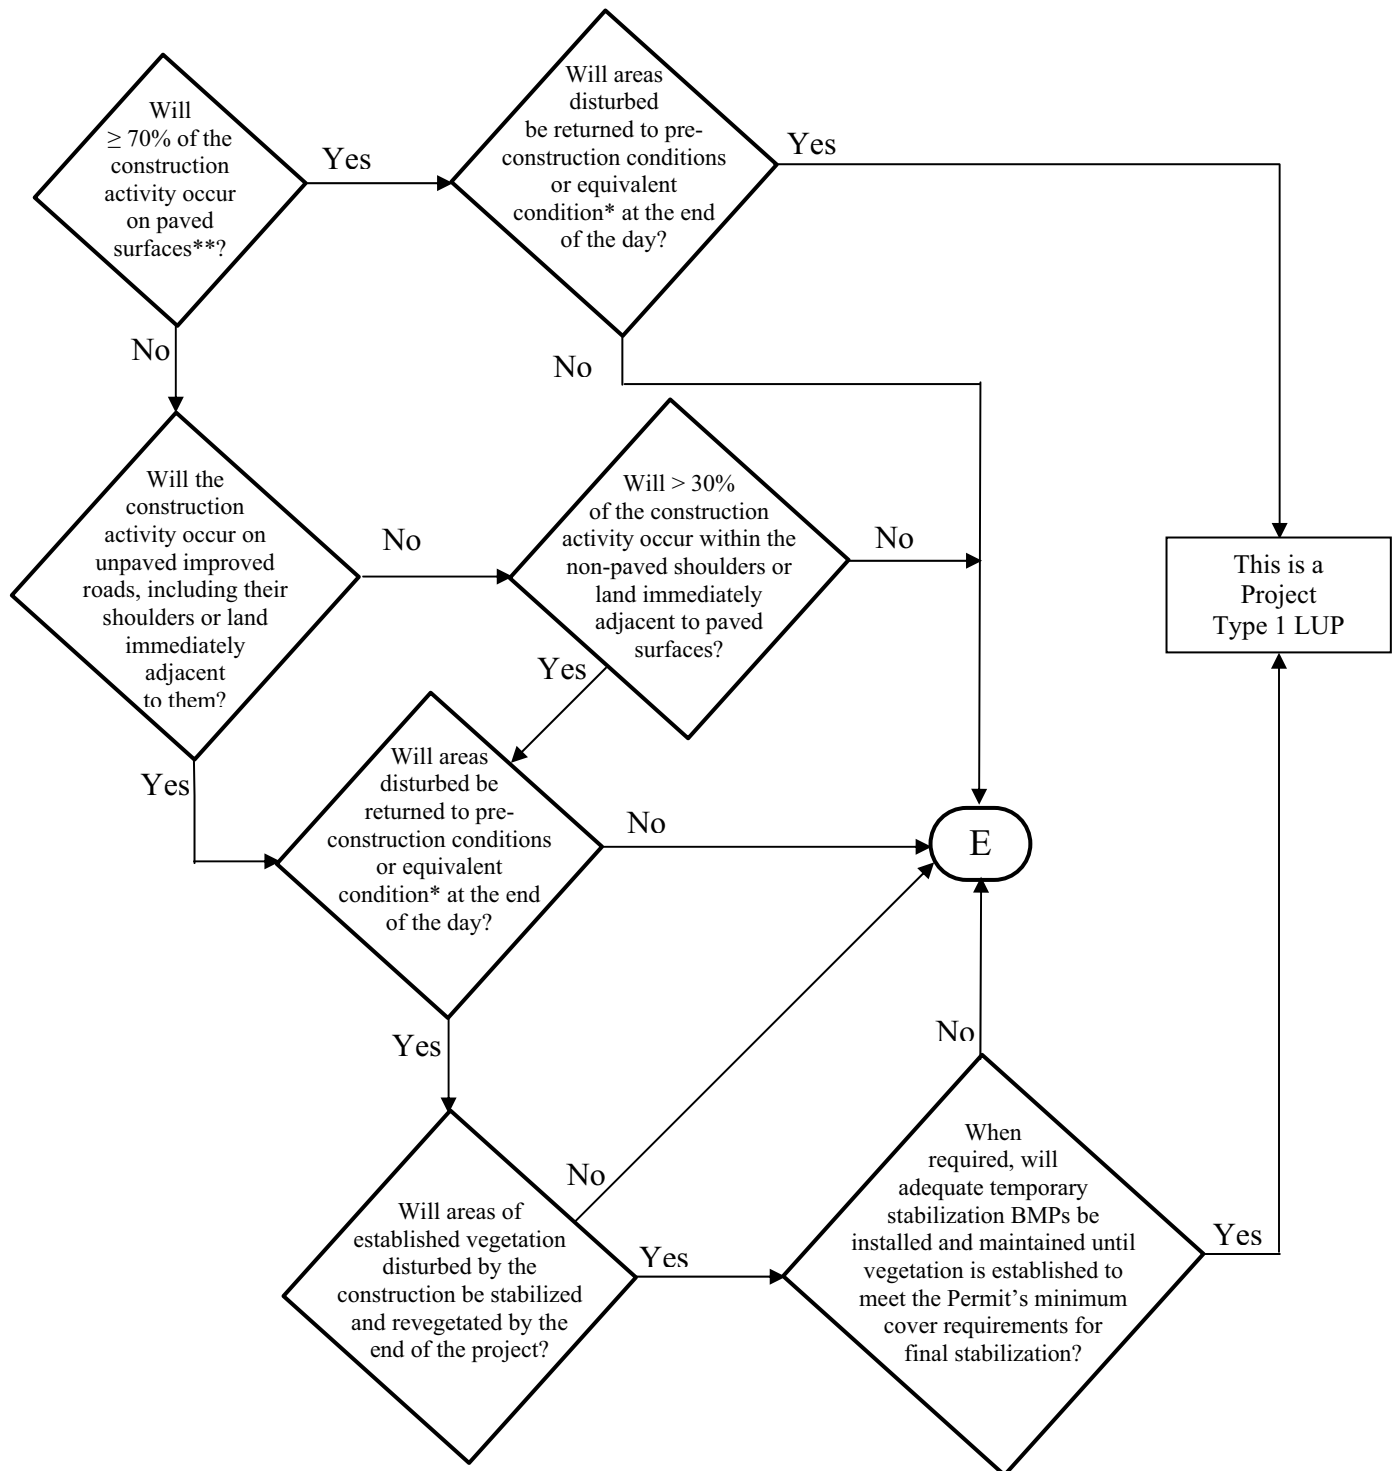 Will
≥ 70% of the
construction
activity occur
on paved
surfaces**?
Yes
Will areas
disturbed
be returned to pre-
construction conditions
or equivalent
condition* at the end
of the day?
Yes
No
No
Will the
construction
activity occur on
unpaved improved
roads, including their
shoulders or land
immediately
adjacent
to them?
No
Will > 30%
of the construction
activity occur within the
non-paved shoulders or
land immediately
adjacent to paved
surfaces?
No
This is a
Project
Type 1 LUP
Yes
Yes
Will areas
disturbed be
returned to pre-
construction conditions
or equivalent
condition* at the end
of the day?
No
E
Yes
No
Will areas of
established vegetation
disturbed by the
construction be stabilized
and revegetated by the
end of the project?
No
Yes
When
required, will
adequate temporary
stabilization BMPs be
installed and maintained until
vegetation is established to
meet the Permit's minimum
cover requirements for
final stabilization?
Yes